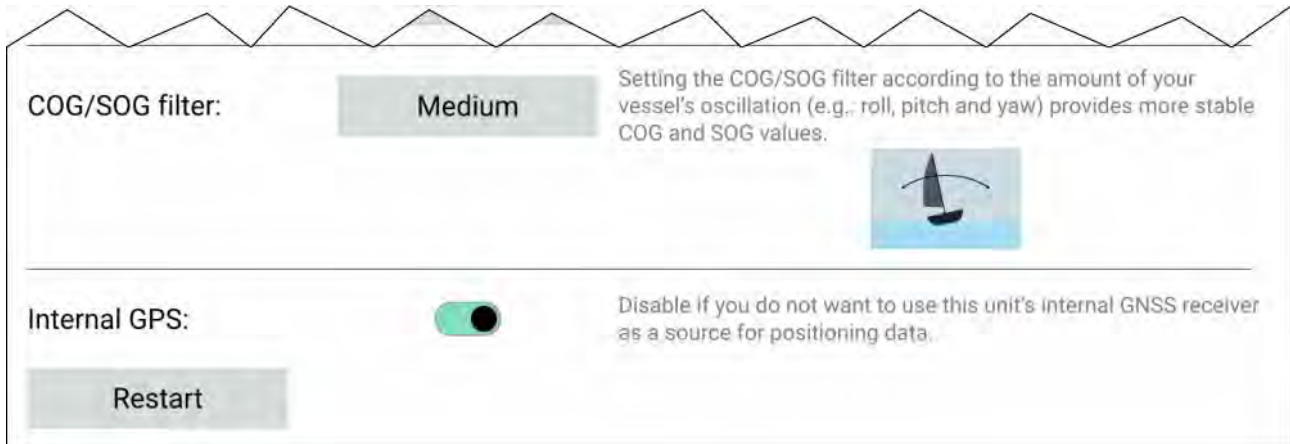 COG/SOG filter:
Medium
Setting the COG/SOG filter according to the amount of your
vessel's oscillation (e.g.: roll, pitch and yaw) provides more stable
COG and SOG values.
Internal GPS:
Disable if you do not want to use this unit's internal GNSS receiver
as a source for positioning data.
Restart